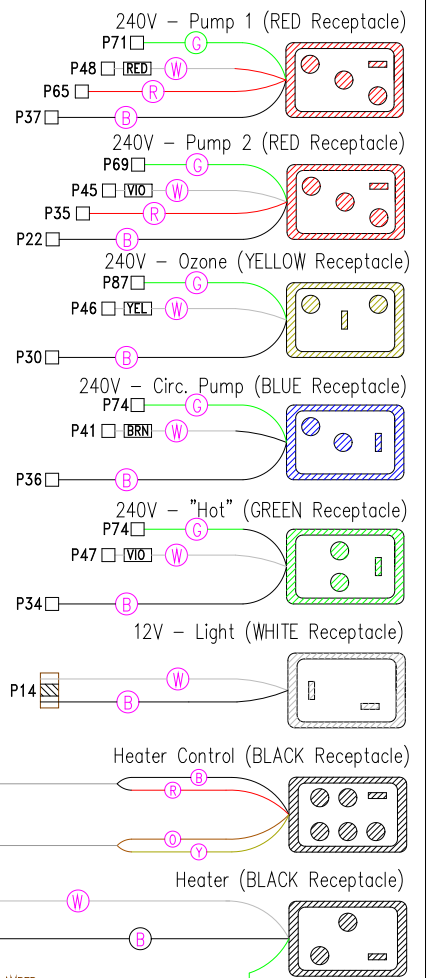 240V - Pump 1 (RED Receptacle)
P71 G
P48 RED W
P65 R
P37 B
240V - Pump 2 (RED Receptacle)
P69 G
P45 VIO W
P35 R
P22 B
240V - Ozone (YELLOW Receptacle)
P87 G
P46 YEL W
P30 B
240V - Circ. Pump (BLUE Receptacle)
P74 G
P41 BRN W
P36 B
240V - "Hot" (GREEN Receptacle)
P74 G
P47 VIO W
P34 B
12V - Light (WHITE Receptacle)
W
P14
B
Heater Control (BLACK Receptacle)
B
R
O
Y
Heater (BLACK Receptacle)
W
B